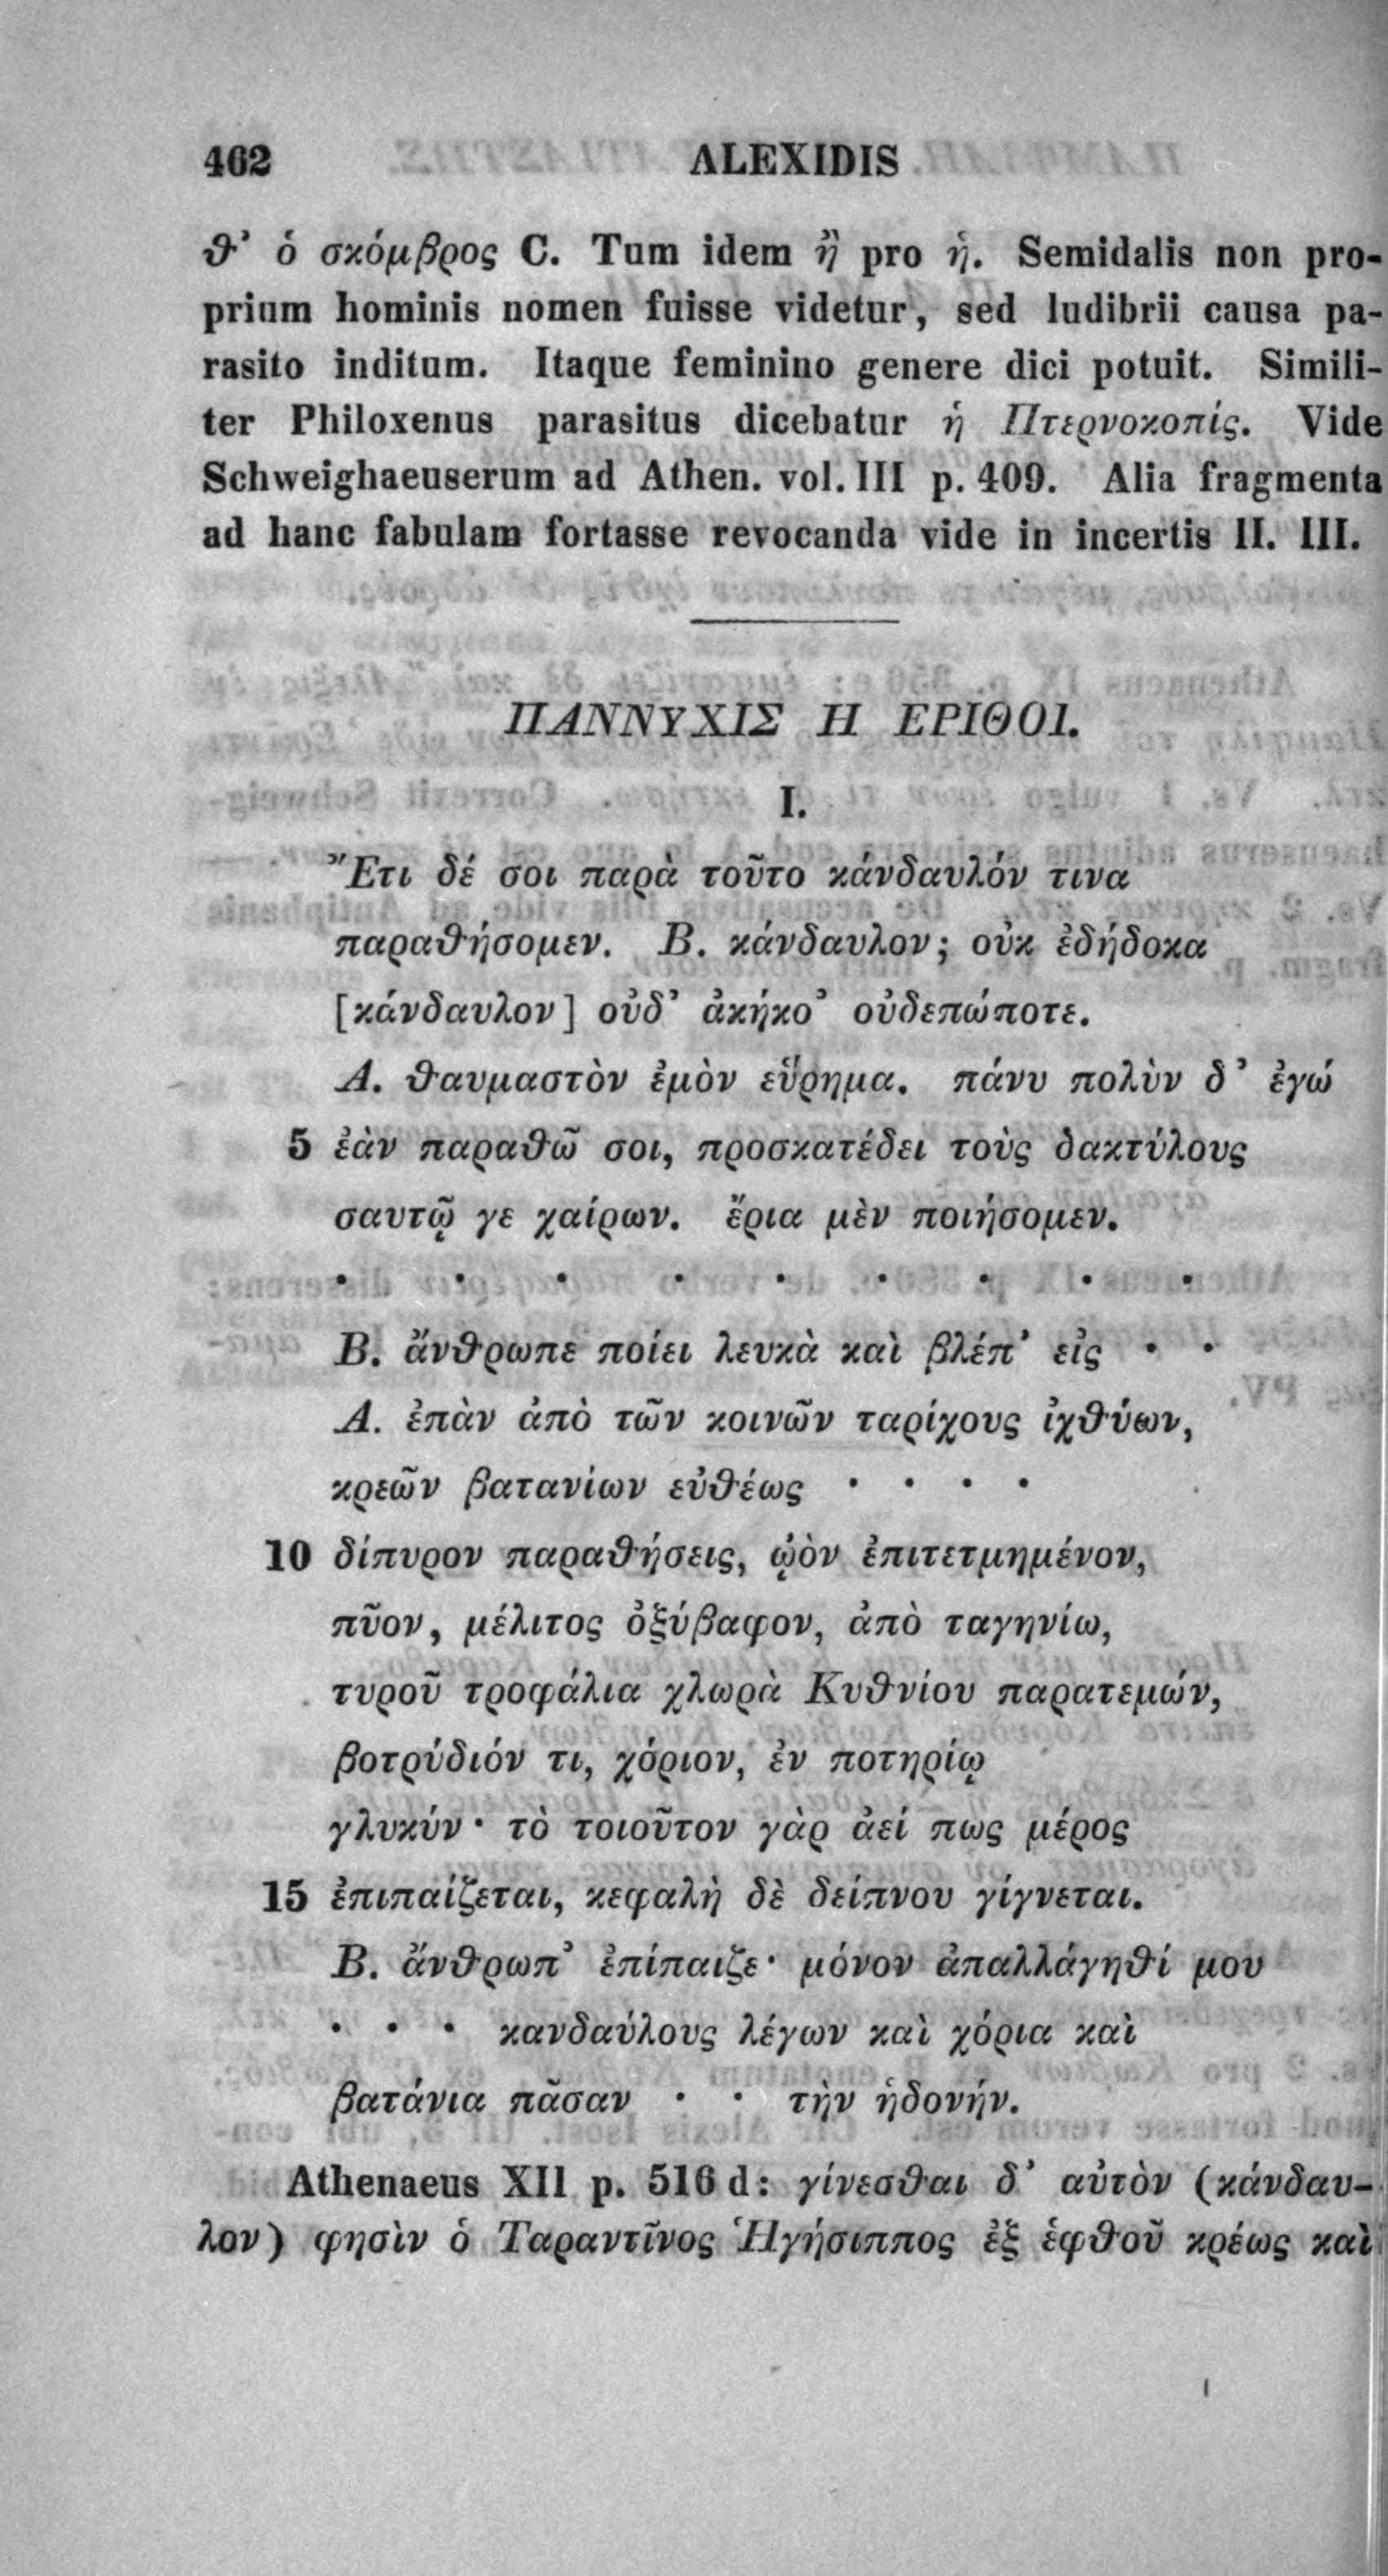 462 ALEXIDIS
θ’ ὁ σκόμβρος C. Tum idem ἢ pro ἡ. Semidalis non pro-
prium hominis nomen fuisse videtur, sed ludibrii causa pa-
rasito inditum. Itaque feminino genere dici potuit. Simili-
ter Philoxenus parasitus dicebatur ἡ Πτερνοκοπίς. Vide
Schweighaeuserum ad Athen. vol. III p. 409. Alia fragmenta
ad hanc fabulam fortasse revocanda vide in incertis II. III.
ΠΑΝΝΥΧΙΣ Η ΕΡΙΘΟΙ.
I.
Ἔτι δέ σοι παρὰ τοῦτο κάνδαυλόν τινα
παραθήσομεν. Β. κάνδαυλον; οὐκ ἐδήδοκα
[κάνδαυλον] οὐδ’ ἀκήκο’ οὐδεπώποτε.
Α. θαυμαστὸν ἐμὸν εὕρημα. πάνυ πολὺν δ’ ἐγώ
5 ἐὰν παραθῶ σοι, προσκατέδει τοὺς δακτύλους
σαυτῷ γε χαίρων. ἔρια μὲν ποιήσομεν.
. . . . . . . . .
Β. ἄνθρωπε ποίει λευκὰ καὶ βλέπ’ εἰς . .
Α. ἐπὰν ἀπὸ τῶν κοινῶν ταρίχους ἰχθύων,
κρεῶν βατανίων εὐθέως . . . .
10 δίπυρον παραθήσεις, ᾠὸν ἐπιτετμημένον,
πῦον, μέλιτος ὀξύβαφον, ἀπὸ ταγηνίω,
τυροῦ τροφάλια χλωρὰ Κυθνίου παρατεμών,
βοτρύδιόν τι, χόριον, ἐν ποτηρίῳ
γλυκύν· τὸ τοιοῦτον γὰρ ἀεί πως μέρος
15 ἐπιπαίζεται, κεφαλὴ δὲ δείπνου γίγνεται.
Β. ἄνθρωπ’ ἐπίπαιζε· μόνον ἀπαλλάγηθί μου
. . . κανδαύλους λέγων καὶ χόρια καὶ
βατάνια πᾶσαν . . τὴν ἡδονήν.
Athenaeus XII p. 516 d: γίνεσθαι δ’ αὐτὸν (κάνδαυ-
λον) φησὶν ὁ Ταραντῖνος Ἡγήσιππος ἐξ ἑφθοῦ κρέως καὶ